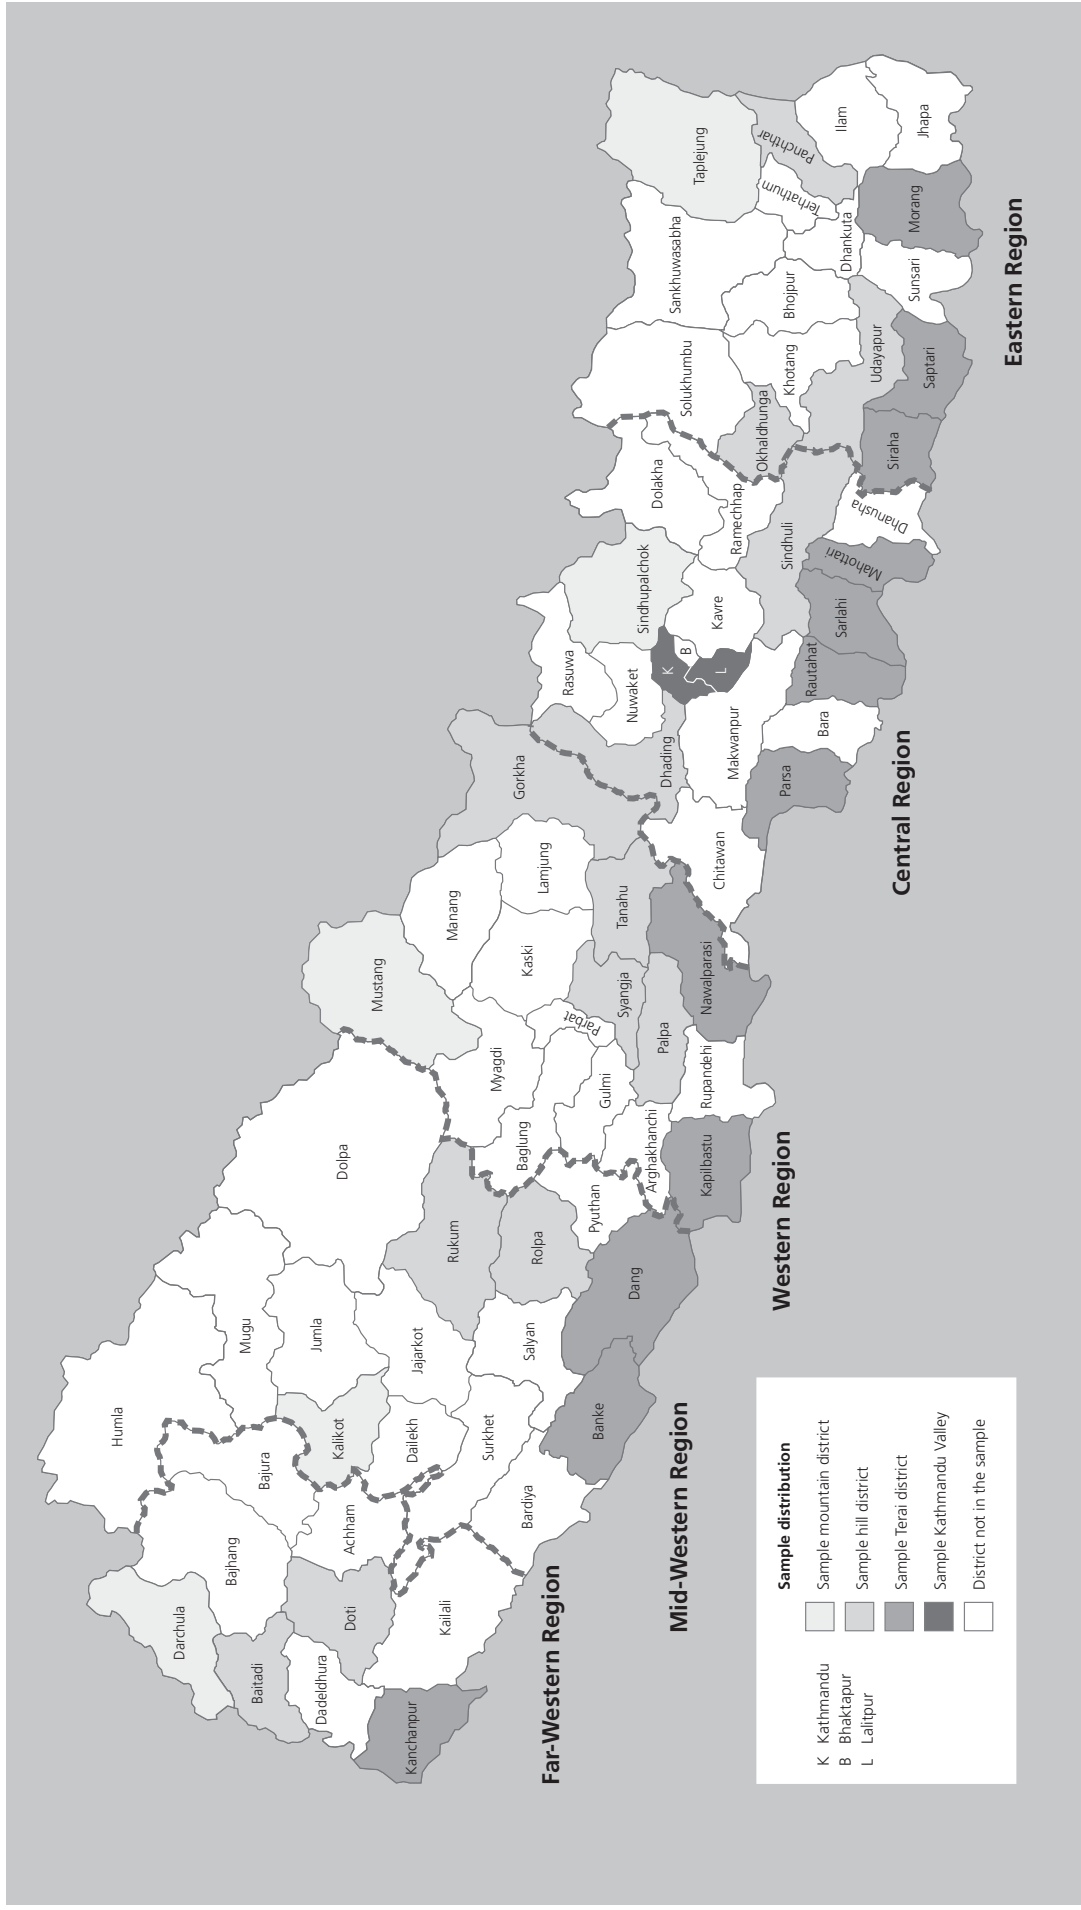 Humla
Darchula
Bajhang
Bajura
Mugu
Baitadi
Doti
Achham
Kalikot
Jumla
Dolpa
Mustang
Dadeldhura
Kanchanpur
Kailali
Dailekh
Jajarkot
Rukum
Manang
Surkhet
Salyan
Rolpa
Myagdi
Kaski
Lamjung
Gorkha
Bardiya
Banke
Dang
Pyuthan
Baglung
Parbat
Gulmi
Arghakhanchi
Syangja
Palpa
Tanahu
Kapilbastu
Rupandehi
Nawalparasi
Chitawan
Rasuwa
Nuwaket
Dhading
Sindhupalchok
Dolakha
K
B
L
Kavre
Ramechhap
Makwanpur
Parsa
Bara
Rautahat
Sarlahi
Mahottari
Dhanusha
Sindhuli
Solukhumbu
Okhaldhunga
Khotang
Sankhuwasabha
Bhojpur
Taplejung
Terhathum
Panchthar
Dhankuta
Ilam
Jhapa
Udayapur
Siraha
Saptari
Sunsari
Morang
Far-Western Region
Mid-Western Region
Western Region
Central Region
Eastern Region
Sample distribution
K Kathmandu
B Bhaktapur
L Lalitpur
Sample mountain district
Sample hill district
Sample Terai district
Sample Kathmandu Valley
District not in the sample